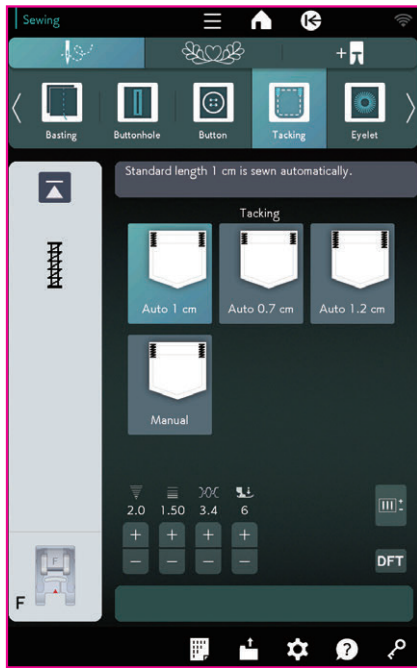 Sewing
Basting
Buttonhole
Button
Tacking
Eyelet
Standard length 1 cm is sewn automatically.
Tacking
Auto 1 cm
Auto 0.7 cm
Auto 1.2 cm
Manual
2.0 1.50 3.4 6
+ + + +
− − − −
DFT
F
F